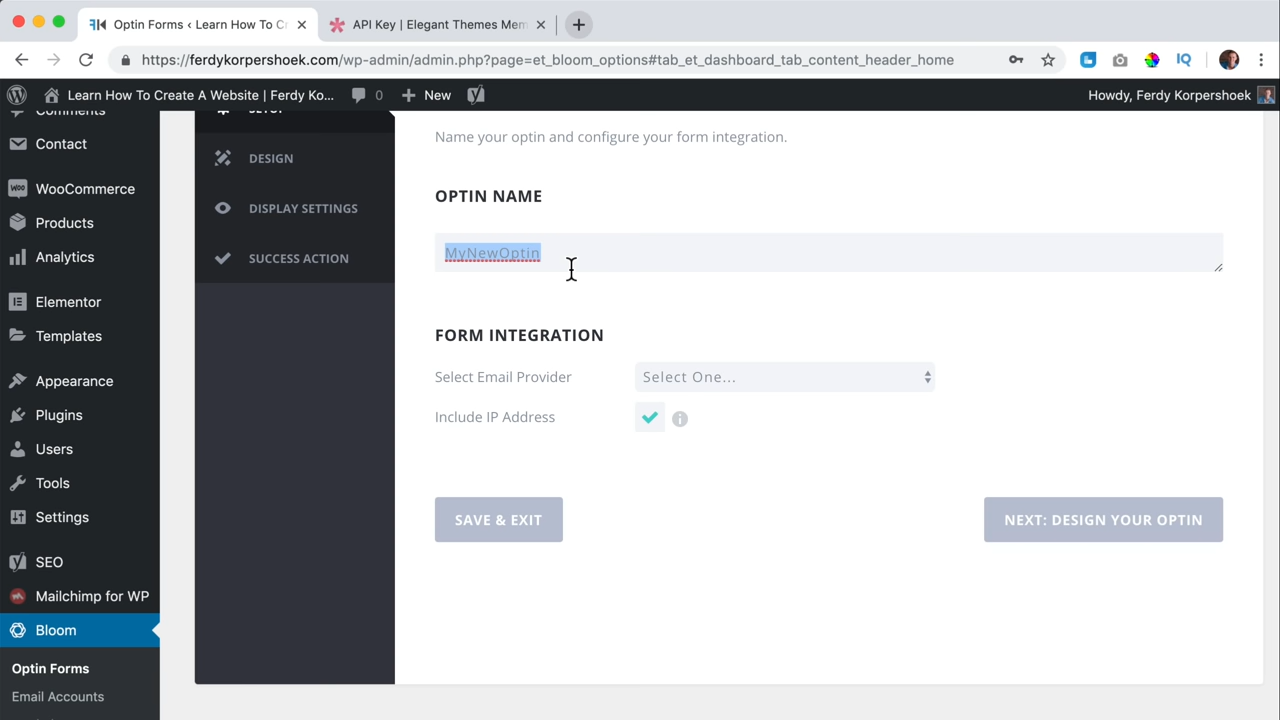 Optin Forms ‹ Learn How To C
API Key | Elegant Themes Mem
https://ferdykorpershoek.com/wp-admin/admin.php?page=et_bloom_options#tab_et_dashboard_tab_content_header_home
IQ
Learn How To Create A Website | Ferdy Ko...
0
New
Howdy, Ferdy Korpershoek
Comments
Contact
WooCommerce
Products
Analytics
Elementor
Templates
Appearance
Plugins
Users
Tools
Settings
SEO
Mailchimp for WP
Bloom
Optin Forms
Email Accounts
SETUP
DESIGN
DISPLAY SETTINGS
SUCCESS ACTION
Name your optin and configure your form integration.
OPTIN NAME
MyNewOptin
FORM INTEGRATION
Select Email Provider
Select One...
Include IP Address
SAVE & EXIT
NEXT: DESIGN YOUR OPTIN